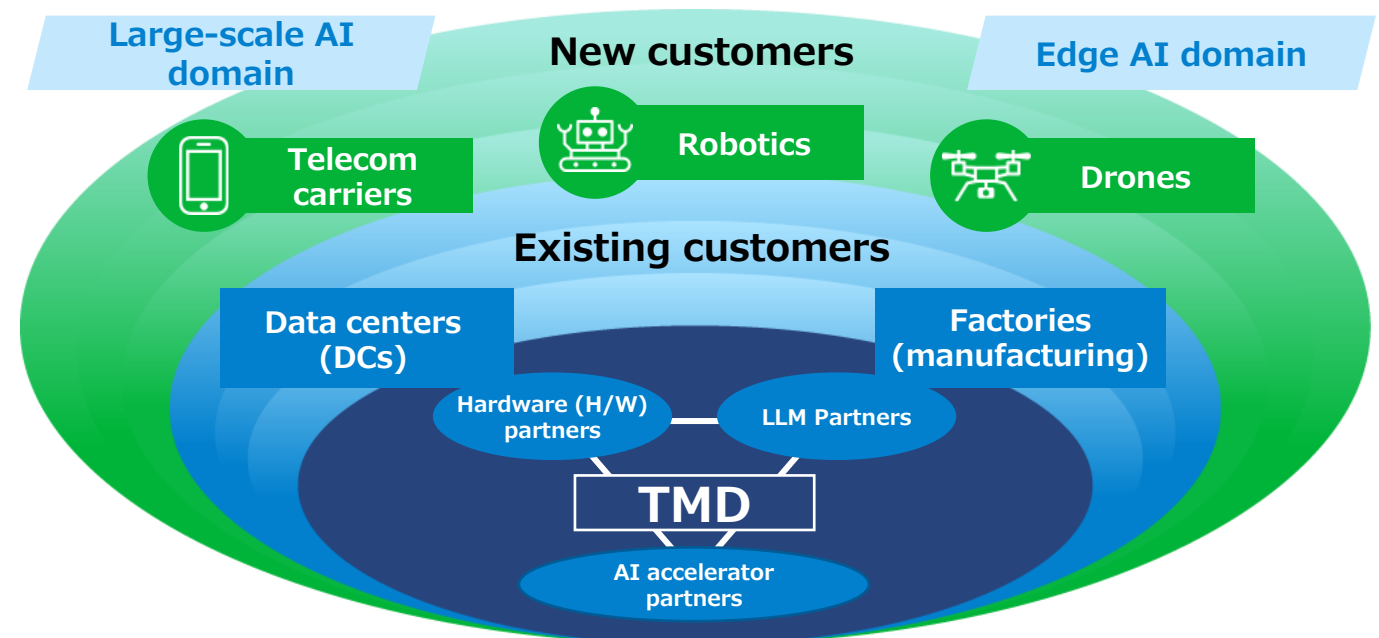 Large-scale AI
domain
New customers
Edge AI domain
Telecom
carriers
Robotics
Drones
Existing customers
Data centers
(DCs)
Factories
(manufacturing)
Hardware (H/W)
partners
LLM Partners
TMD
AI accelerator
partners